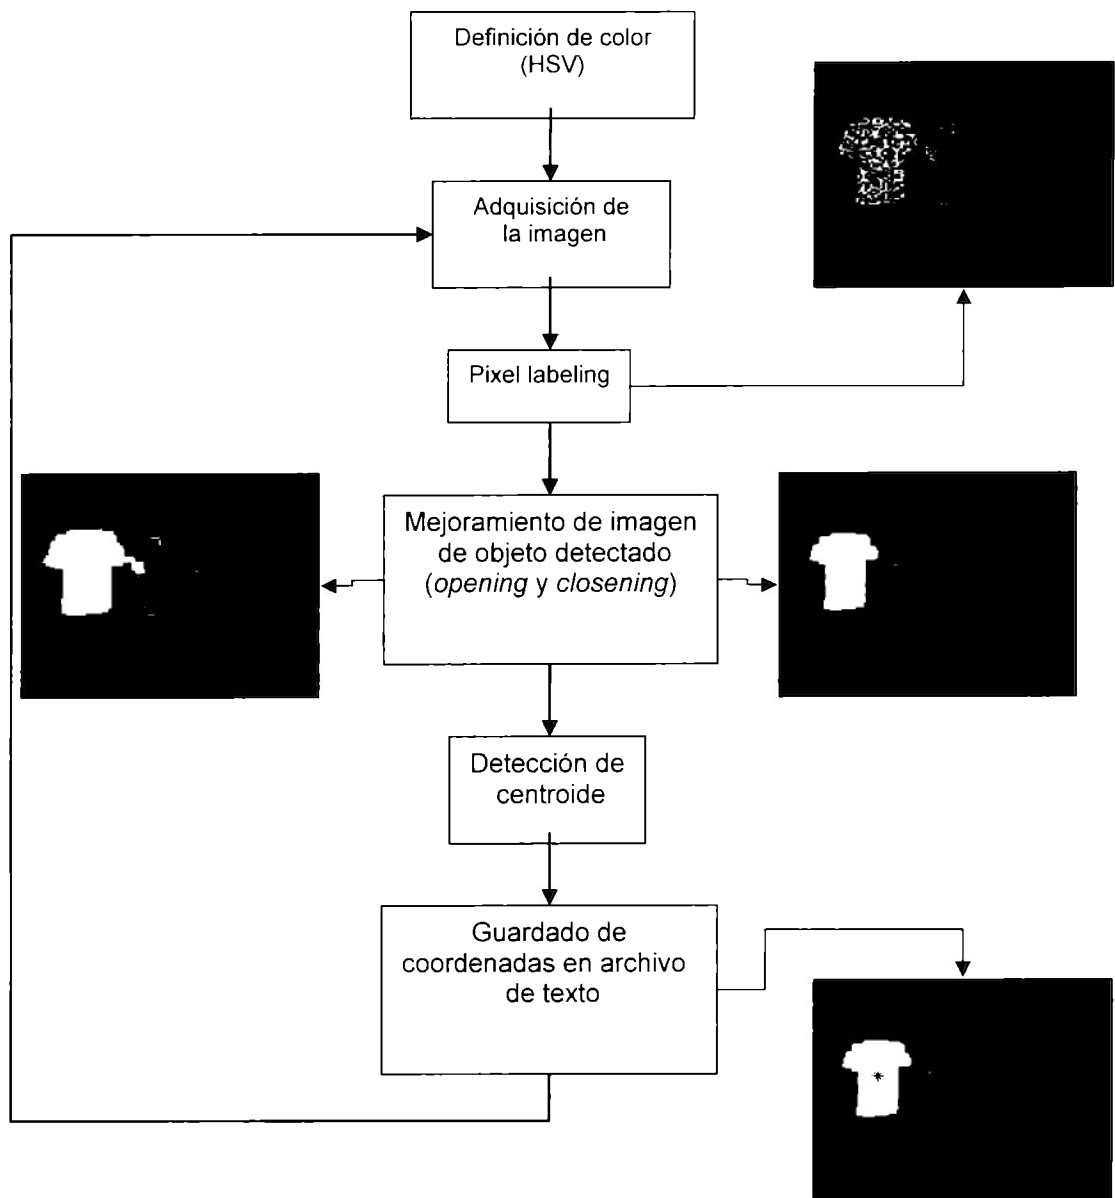 Definición de color
(HSV)
Adquisición de
la imagen
Pixel labeling
Mejoramiento de imagen
de objeto detectado
(opening y closening)
Detección de
centroide
Guardado de
coordenadas en archivo
de texto